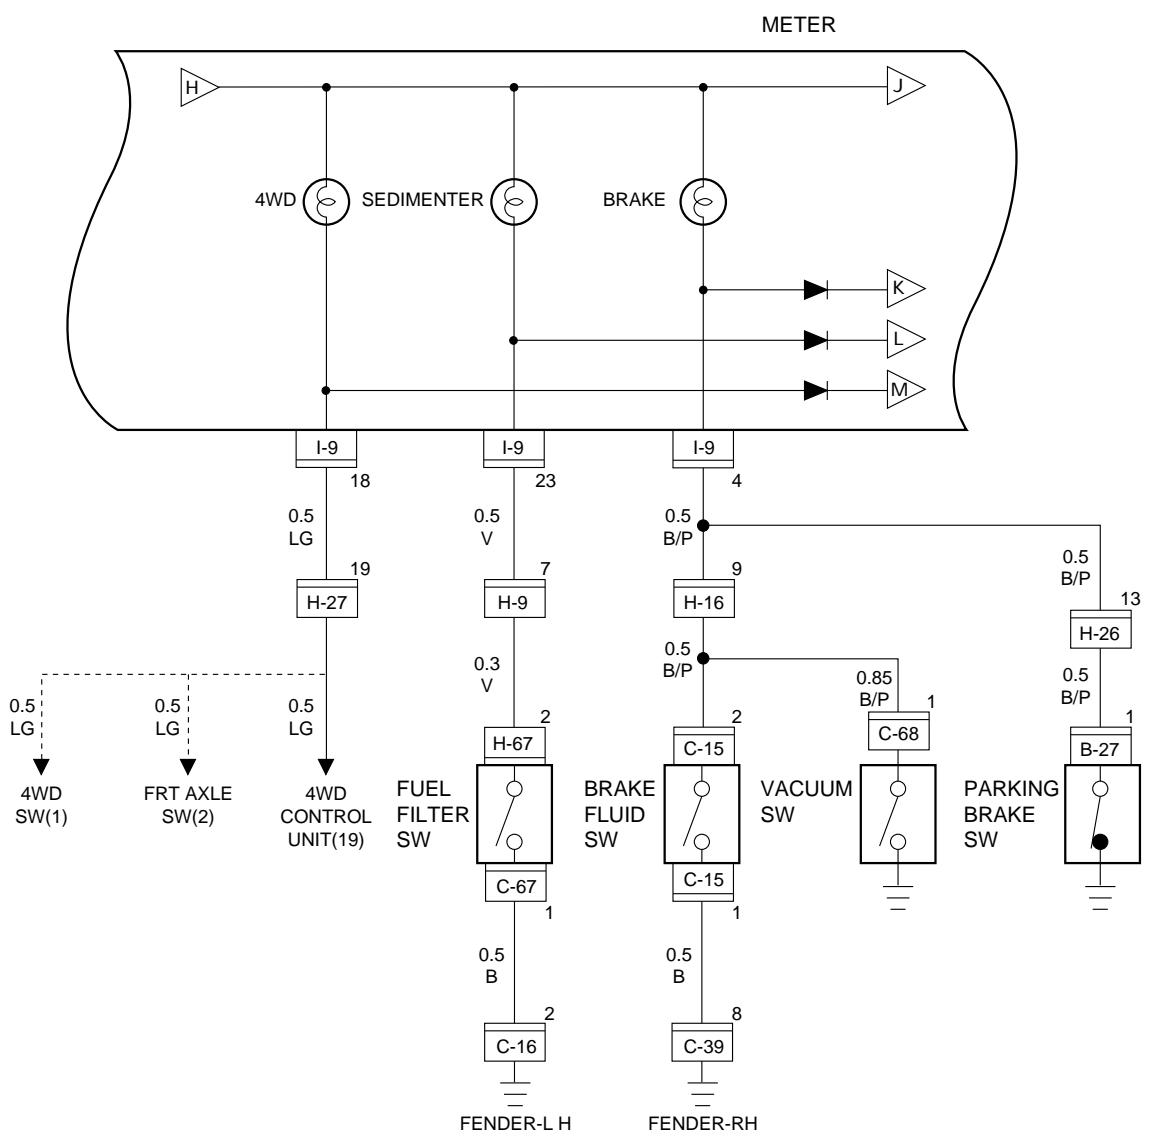 METER
H
J
4WD
SEDIMENTER
BRAKE
K
L
M
I-9
I-9
I-9
18
23
4
0.5
LG
0.5
V
0.5
B/P
0.5
B/P
19
7
9
13
H-27
H-9
H-16
H-26
0.3
V
0.5
B/P
0.85
B/P
0.5
B/P
0.5
LG
0.5
LG
0.5
LG
2
2
1
1
H-67
C-15
C-68
B-27
4WD
SW(1)
FRT AXLE
SW(2)
4WD
CONTROL
UNIT(19)
FUEL
FILTER
SW
BRAKE
FLUID
SW
VACUUM
SW
PARKING
BRAKE
SW
C-67
C-15
1
1
0.5
B
0.5
B
2
8
C-16
C-39
FENDER-L H
FENDER-RH